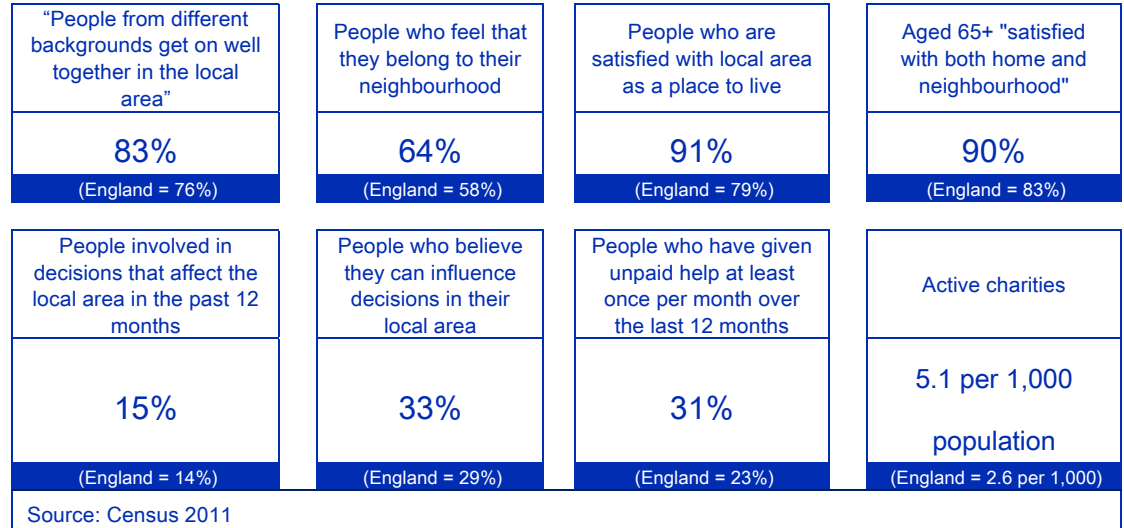 “People from different
backgrounds get on well
together in the local
area”
83%
(England = 76%)
People who feel that
they belong to their
neighbourhood
64%
(England = 58%)
People who are
satisfied with local area
as a place to live
91%
(England = 79%)
Aged 65+ "satisfied
with both home and
neighbourhood"
90%
(England = 83%)
People involved in
decisions that affect the
local area in the past 12
months
15%
(England = 14%)
People who believe
they can influence
decisions in their
local area
33%
(England = 29%)
People who have given
unpaid help at least
once per month over
the last 12 months
31%
(England = 23%)
Active charities
5.1 per 1,000
population
(England = 2.6 per 1,000)
Source: Census 2011